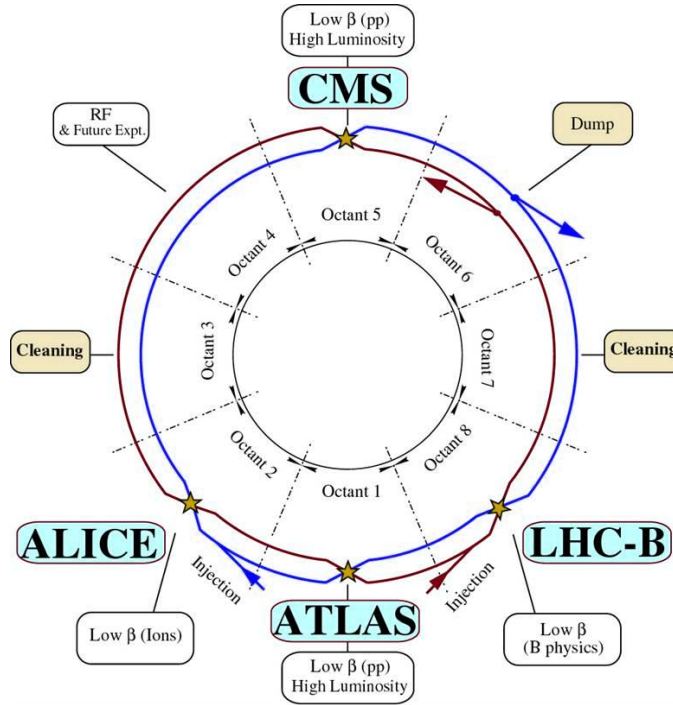 Low β (pp)
High Luminosity
CMS
RF
& Future Expt.
Dump
Octant 5
Octant 4
Octant 6
Cleaning
Octant 3
Octant 7
Cleaning
Octant 2
Octant 8
Octant 1
ALICE
LHC-B
Injection
Injection
ATLAS
Low β (Ions)
Low β (pp)
High Luminosity
Low β
(B physics)